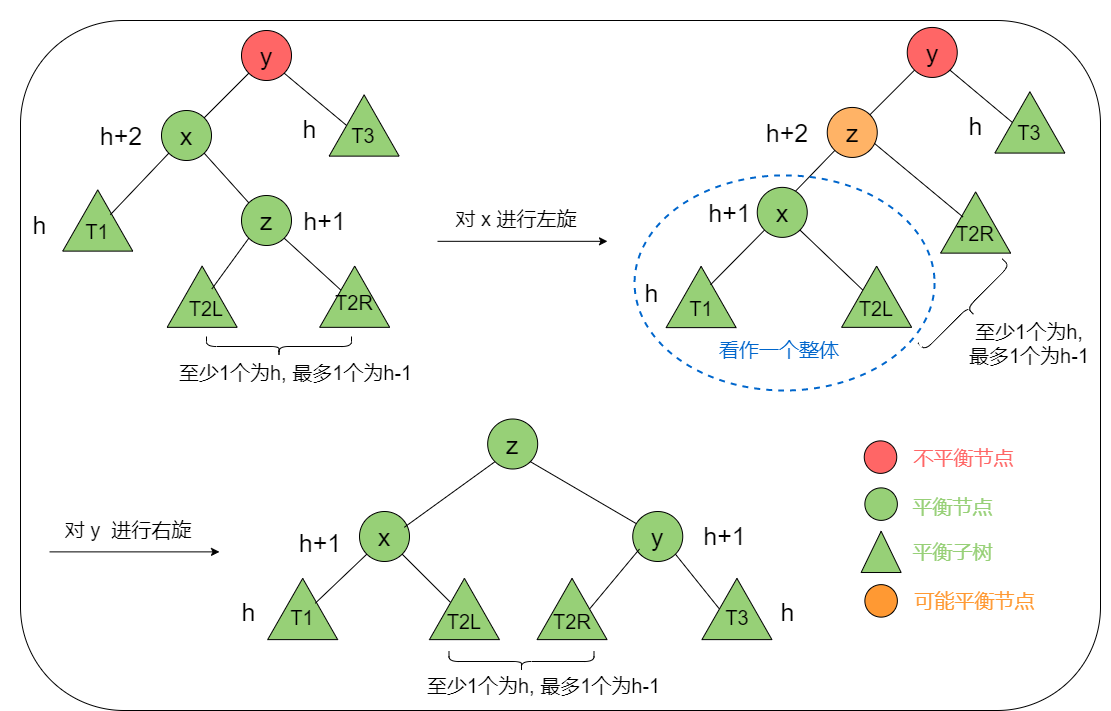 y
h+2
x
h
T3
h
T1
z
h+1
T2L
T2R
至少1个为h, 最多1个为h-1
对 x 进行左旋
y
h+2
z
h
T3
h+1
x
T2R
h
T1
T2L
看作一个整体
至少1个为h,
最多1个为h-1
对 y 进行右旋
z
h+1
x
y
h+1
h
T1
T2L
T2R
T3
h
至少1个为h, 最多1个为h-1
不平衡节点
平衡节点
平衡子树
可能平衡节点